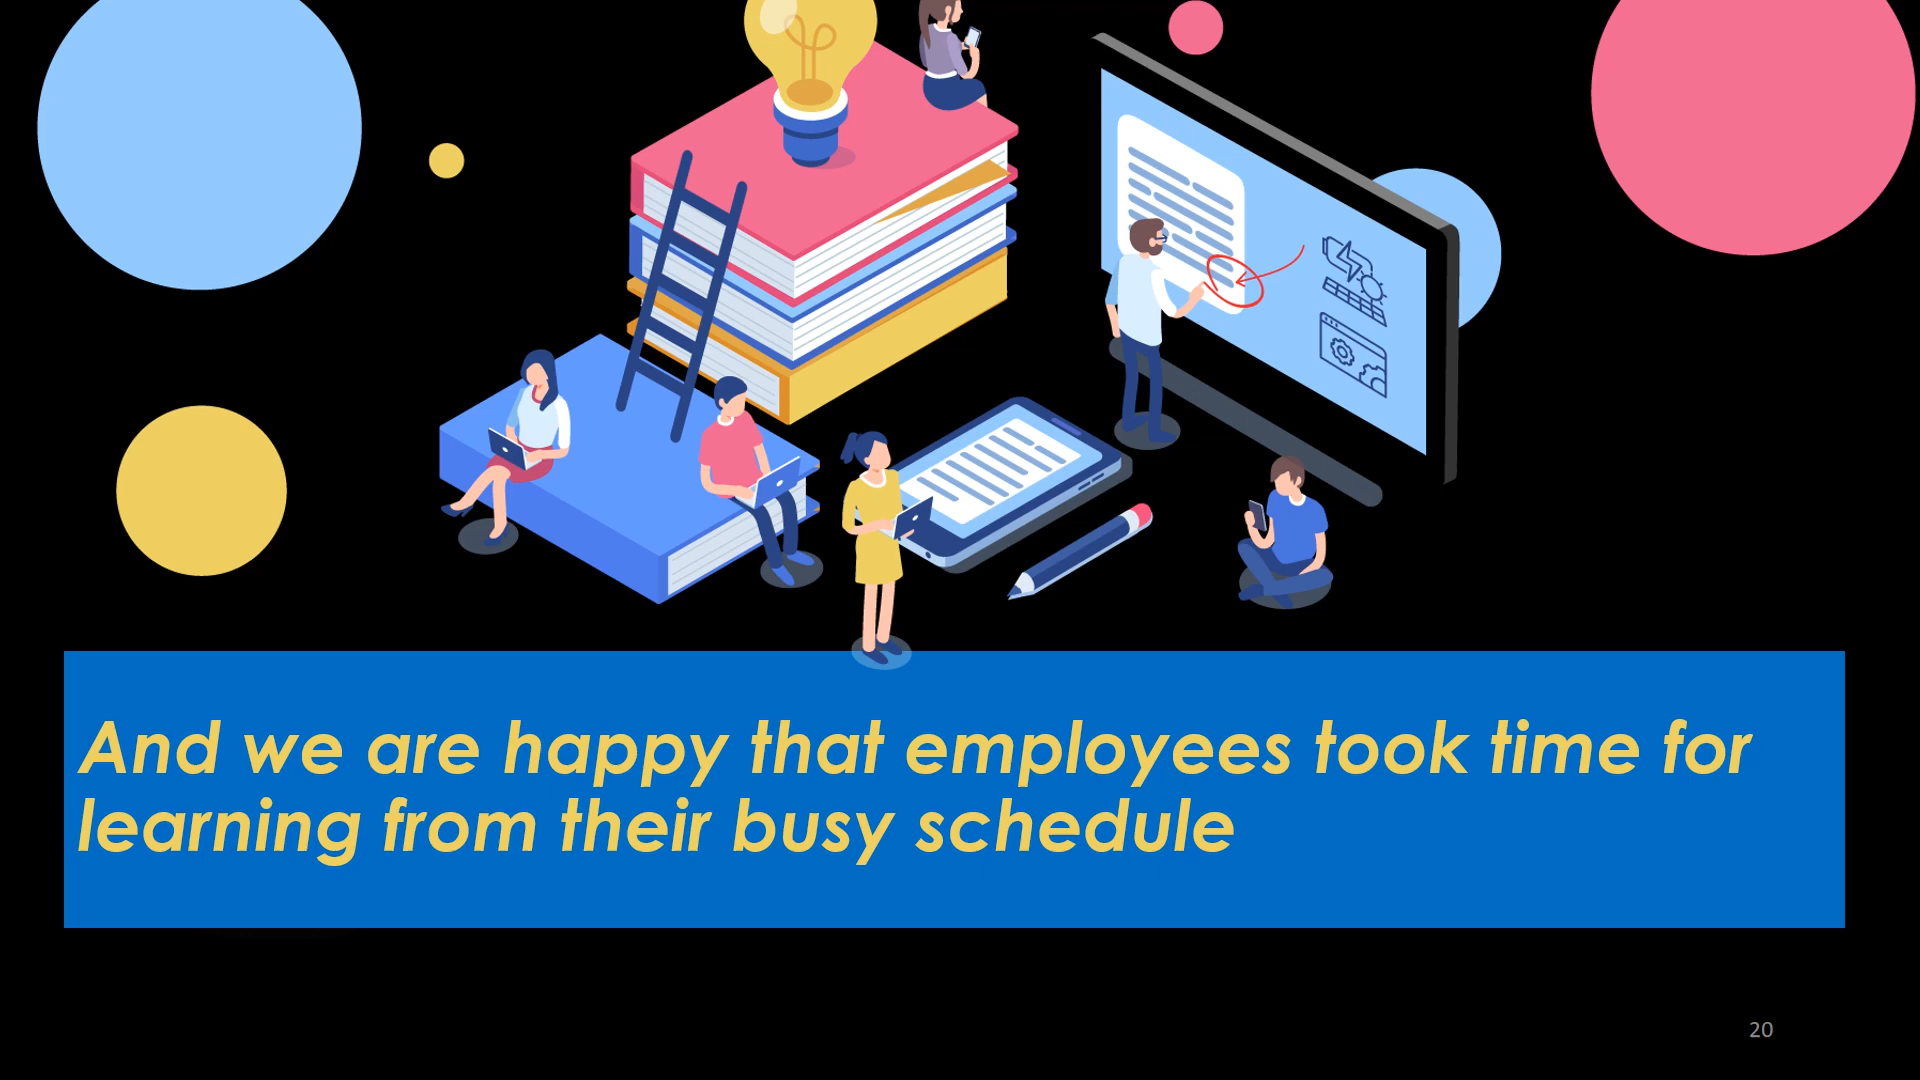 And we are happy that employees took time for
learning from their busy schedule
20